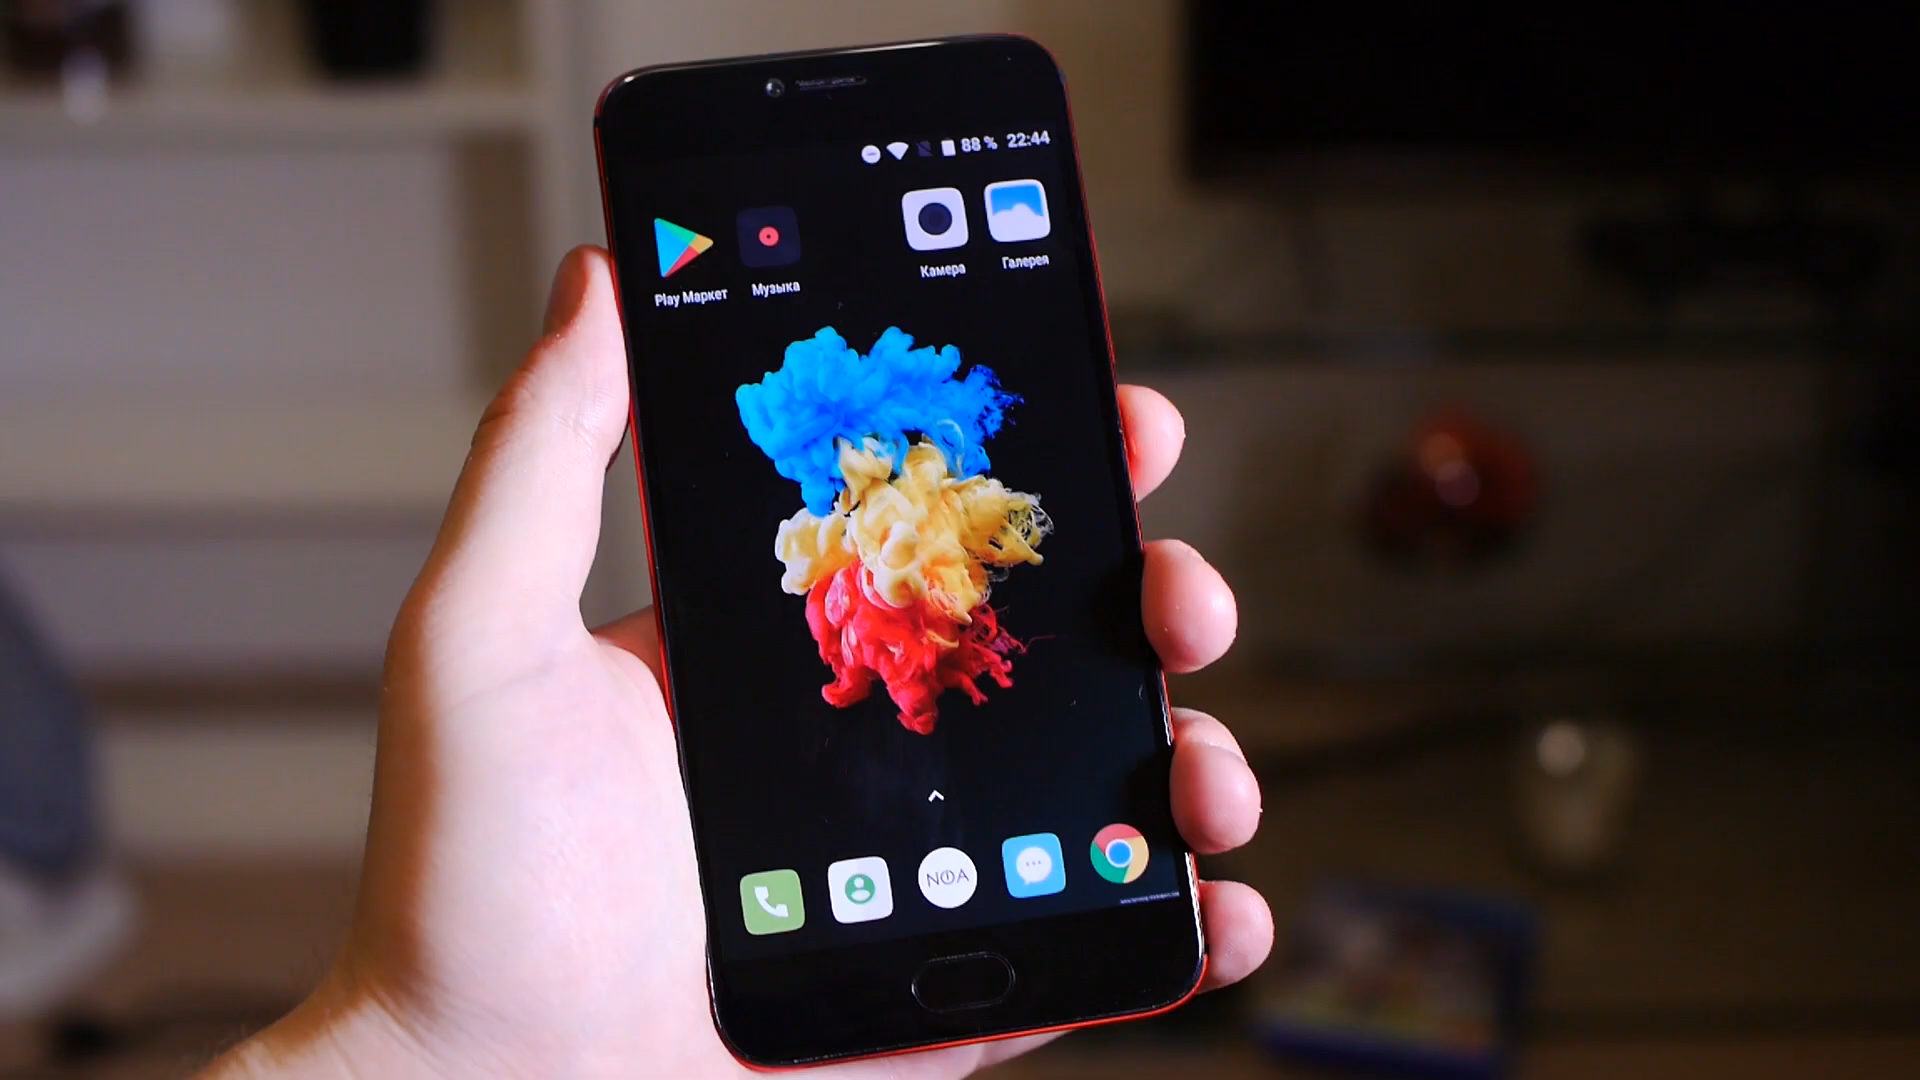 88 % 22:44
Play Маркет
Музыка
Камера
Галерея
NOA